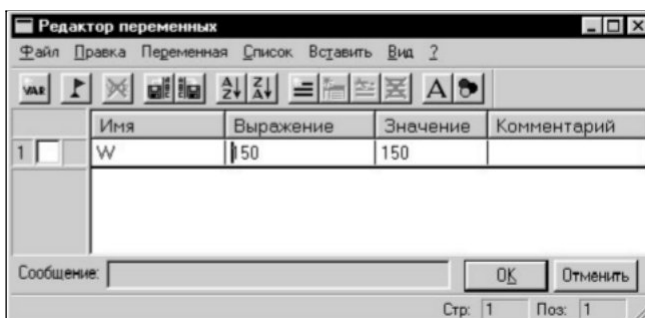 Редактор переменных
Файл Правка Переменная Список Вставить Вид ?
VAR A Z Z A A
Имя Выражение Значение Комментарий
1 W 150 150
Сообщение: OK Отменить
Стр: 1 Поз: 1